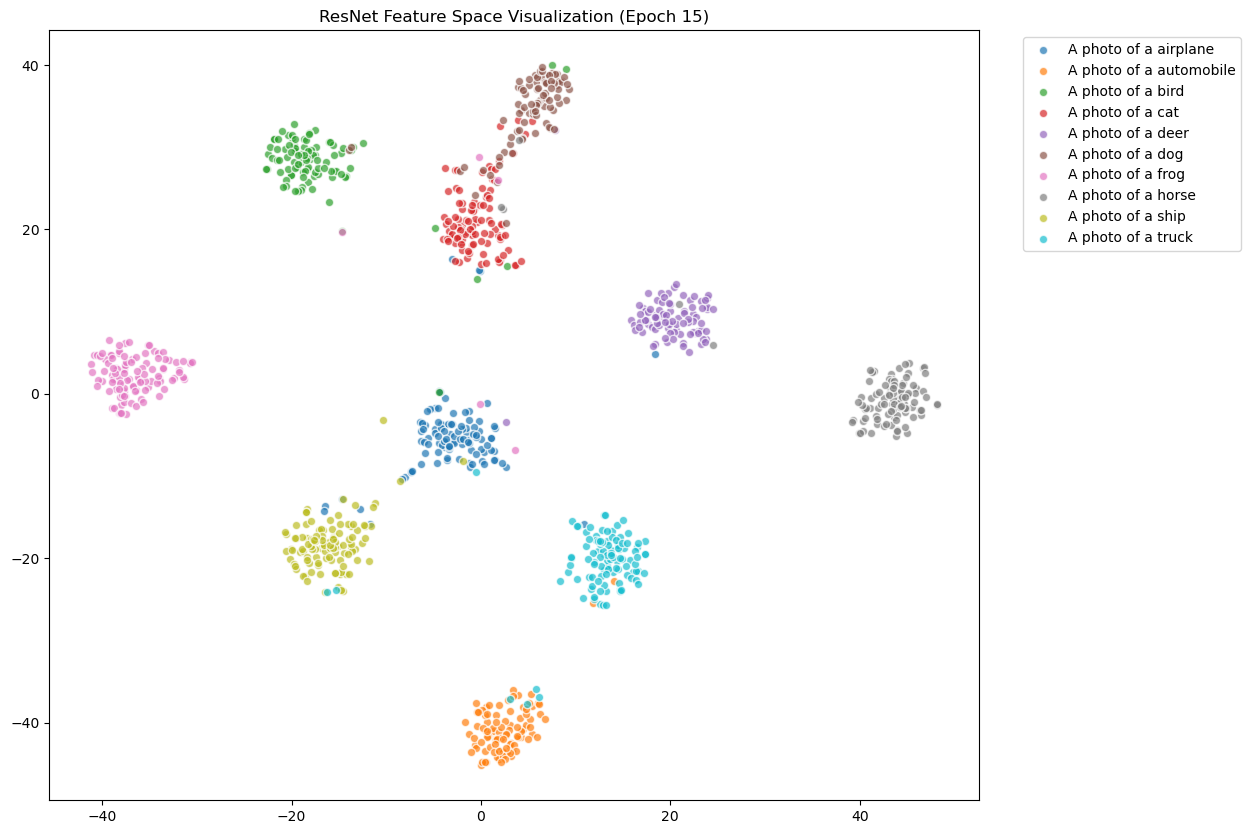 ResNet Feature Space Visualization (Epoch 15)
A photo of a airplane
A photo of a automobile
A photo of a bird
A photo of a cat
A photo of a deer
A photo of a dog
A photo of a frog
A photo of a horse
A photo of a ship
A photo of a truck
40
20
0
−20
−40
−40 −20 0 20 40